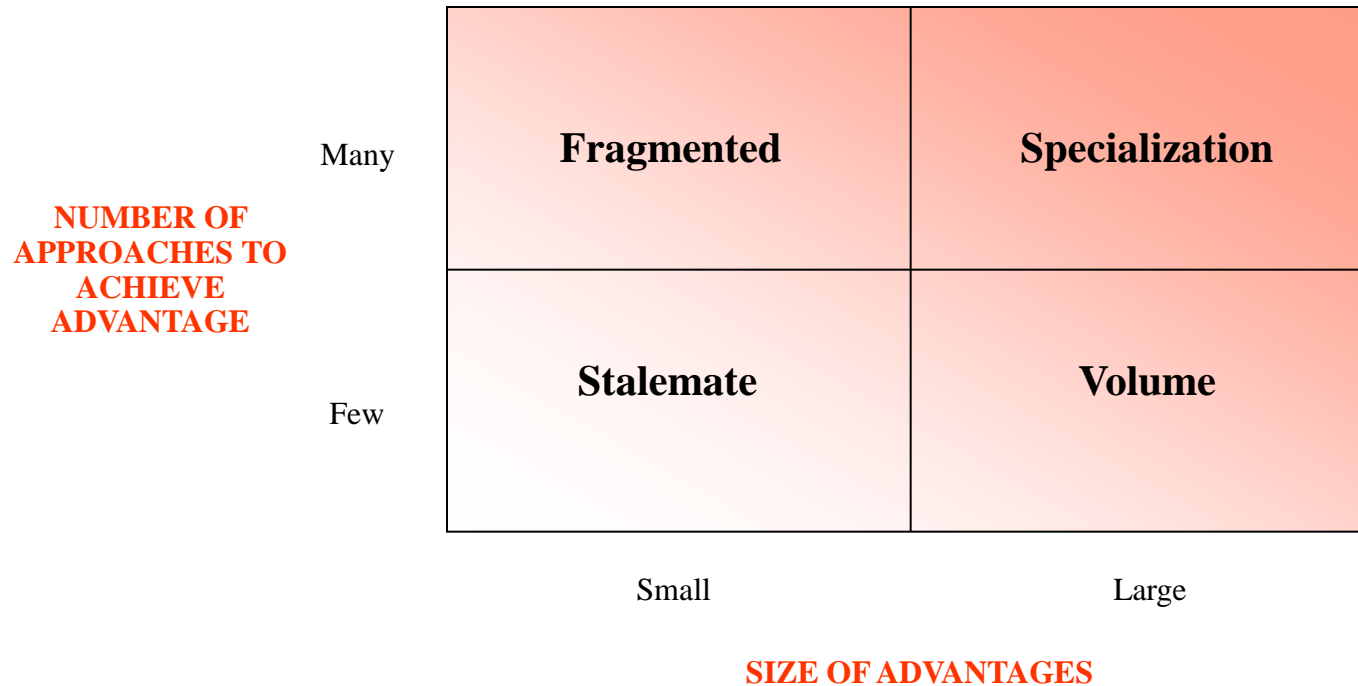 Many
Fragmented
Specialization
NUMBER OF
APPROACHES TO
ACHIEVE
ADVANTAGE
Few
Stalemate
Volume
Small
Large
SIZE OF ADVANTAGES